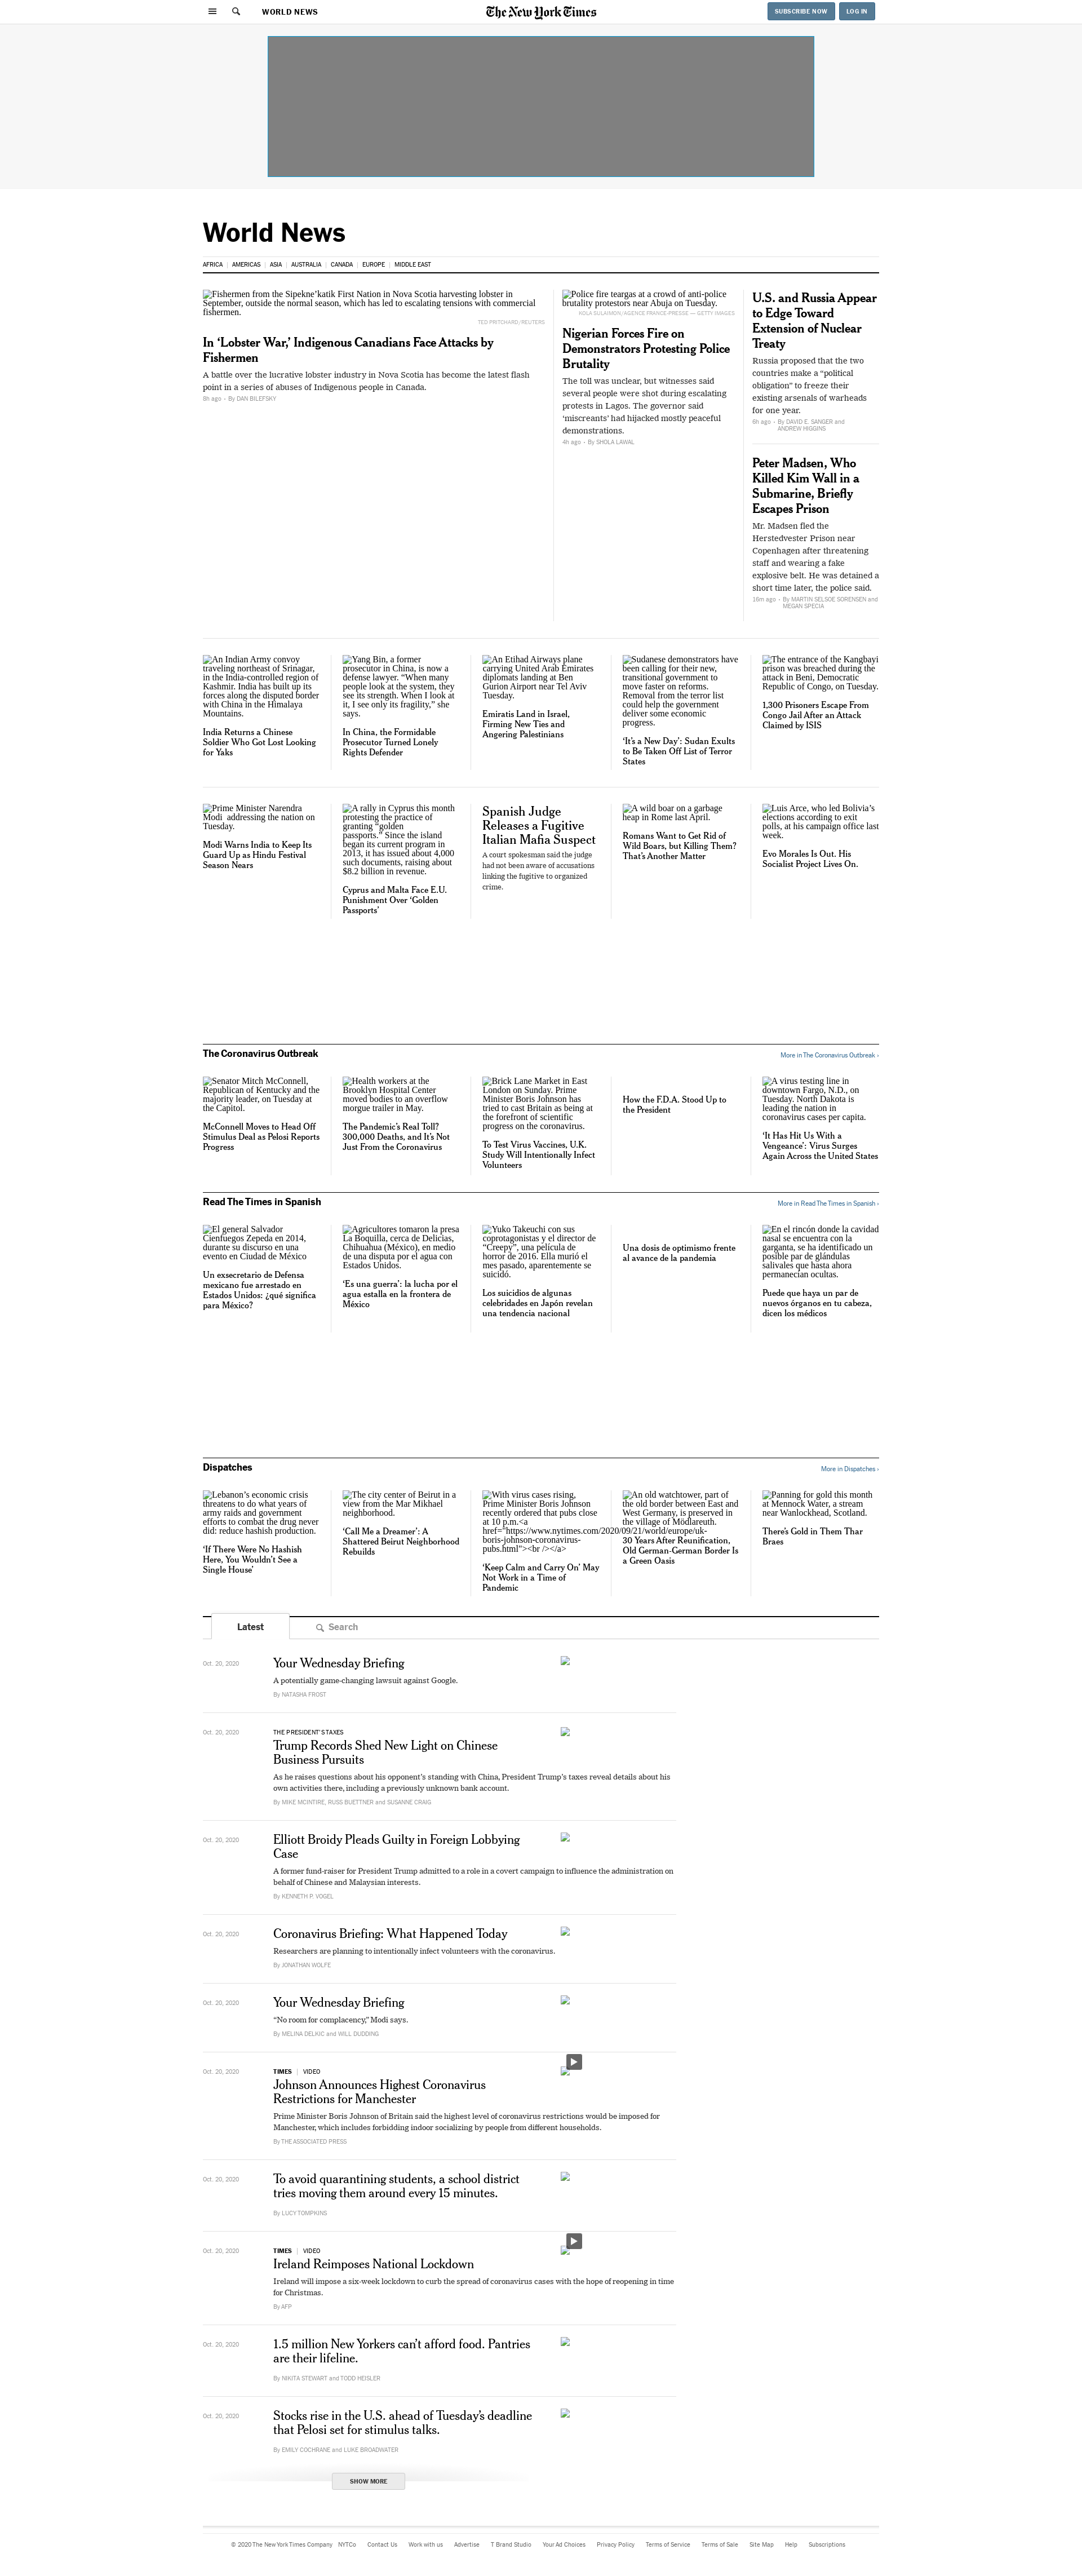 WORLD NEWS
The New York Times
SUBSCRIBE NOW
LOG IN
World News
AFRICA
AMERICAS
ASIA
AUSTRALIA
CANADA
EUROPE
MIDDLE EAST
Fishermen from the Sipekne’katik First Nation in Nova Scotia harvesting lobster in
September, outside the normal season, which has led to escalating tensions with commercial
fishermen.
TED PRITCHARD/REUTERS
In ‘Lobster War,’ Indigenous Canadians Face Attacks by
Fishermen
A battle over the lucrative lobster industry in Nova Scotia has become the latest flash
point in a series of abuses of Indigenous people in Canada.
8h ago • By DAN BILEFSKY
Police fire teargas at a crowd of anti-police
brutality protestors near Abuja on Tuesday.
KOLA SULAIMON/AGENCE FRANCE-PRESSE — GETTY IMAGES
Nigerian Forces Fire on
Demonstrators Protesting Police
Brutality
The toll was unclear, but witnesses said
several people were shot during escalating
protests in Lagos. The governor said
‘miscreants’ had hijacked mostly peaceful
demonstrations.
4h ago • By SHOLA LAWAL
U.S. and Russia Appear
to Edge Toward
Extension of Nuclear
Treaty
Russia proposed that the two
countries make a “political
obligation” to freeze their
existing arsenals of warheads
for one year.
6h ago • By DAVID E. SANGER and
ANDREW HIGGINS
Peter Madsen, Who
Killed Kim Wall in a
Submarine, Briefly
Escapes Prison
Mr. Madsen fled the
Herstedvester Prison near
Copenhagen after threatening
staff and wearing a fake
explosive belt. He was detained a
short time later, the police said.
16m ago • By MARTIN SELSOE SORENSEN and
MEGAN SPECIA
An Indian Army convoy
traveling northeast of Srinagar,
in the India-controlled region of
Kashmir. India has built up its
forces along the disputed border
with China in the Himalaya
Mountains.
India Returns a Chinese
Soldier Who Got Lost Looking
for Yaks
Yang Bin, a former
prosecutor in China, is now a
defense lawyer. “When many
people look at the system, they
see its strength. When I look at
it, I see only its fragility,” she
says.
In China, the Formidable
Prosecutor Turned Lonely
Rights Defender
An Etihad Airways plane
carrying United Arab Emirates
diplomats landing at Ben
Gurion Airport near Tel Aviv
Tuesday.
Emiratis Land in Israel,
Firming New Ties and
Angering Palestinians
Sudanese demonstrators have
been calling for their new,
transitional government to
move faster on reforms.
Removal from the terror list
could help the government
deliver some economic
progress.
‘It’s a New Day’: Sudan Exults
to Be Taken Off List of Terror
States
The entrance of the Kangbayi
prison was breached during the
attack in Beni, Democratic
Republic of Congo, on Tuesday.
1,300 Prisoners Escape From
Congo Jail After an Attack
Claimed by ISIS
Prime Minister Narendra
Modi addressing the nation on
Tuesday.
Modi Warns India to Keep Its
Guard Up as Hindu Festival
Season Nears
A rally in Cyprus this month
protesting the practice of
granting “golden
passports.” Since the island
began its current program in
2013, it has issued about 4,000
such documents, raising about
$8.2 billion in revenue.
Cyprus and Malta Face E.U.
Punishment Over ‘Golden
Passports’
Spanish Judge
Releases a Fugitive
Italian Mafia Suspect
A court spokesman said the judge
had not been aware of accusations
linking the fugitive to organized
crime.
A wild boar on a garbage
heap in Rome last April.
Romans Want to Get Rid of
Wild Boars, but Killing Them?
That’s Another Matter
Luis Arce, who led Bolivia’s
elections according to exit
polls, at his campaign office last
week.
Evo Morales Is Out. His
Socialist Project Lives On.
The Coronavirus Outbreak
More in The Coronavirus Outbreak ›
Senator Mitch McConnell,
Republican of Kentucky and the
majority leader, on Tuesday at
the Capitol.
McConnell Moves to Head Off
Stimulus Deal as Pelosi Reports
Progress
Health workers at the
Brooklyn Hospital Center
moved bodies to an overflow
morgue trailer in May.
The Pandemic’s Real Toll?
300,000 Deaths, and It’s Not
Just From the Coronavirus
Brick Lane Market in East
London on Sunday. Prime
Minister Boris Johnson has
tried to cast Britain as being at
the forefront of scientific
progress on the coronavirus.
To Test Virus Vaccines, U.K.
Study Will Intentionally Infect
Volunteers
How the F.D.A. Stood Up to
the President
A virus testing line in
downtown Fargo, N.D., on
Tuesday. North Dakota is
leading the nation in
coronavirus cases per capita.
‘It Has Hit Us With a
Vengeance’: Virus Surges
Again Across the United States
Read The Times in Spanish
More in Read The Times in Spanish ›
El general Salvador
Cienfuegos Zepeda en 2014,
durante su discurso en una
evento en Ciudad de México
Un exsecretario de Defensa
mexicano fue arrestado en
Estados Unidos: ¿qué significa
para México?
Agricultores tomaron la presa
La Boquilla, cerca de Delicias,
Chihuahua (México), en medio
de una disputa por el agua con
Estados Unidos.
‘Es una guerra’: la lucha por el
agua estalla en la frontera de
México
Yuko Takeuchi con sus
coprotagonistas y el director de
“Creepy”, una película de
horror de 2016. Ella murió el
mes pasado, aparentemente se
suicidó.
Los suicidios de algunas
celebridades en Japón revelan
una tendencia nacional
Una dosis de optimismo frente
al avance de la pandemia
En el rincón donde la cavidad
nasal se encuentra con la
garganta, se ha identificado un
posible par de glándulas
salivales que hasta ahora
permanecían ocultas.
Puede que haya un par de
nuevos órganos en tu cabeza,
dicen los médicos
Dispatches
More in Dispatches ›
Lebanon’s economic crisis
threatens to do what years of
army raids and government
efforts to combat the drug never
did: reduce hashish production.
‘If There Were No Hashish
Here, You Wouldn’t See a
Single House’
The city center of Beirut in a
view from the Mar Mikhael
neighborhood.
‘Call Me a Dreamer’: A
Shattered Beirut Neighborhood
Rebuilds
With virus cases rising,
Prime Minister Boris Johnson
recently ordered that pubs close
at 10 p.m.<a
href="https://www.nytimes.com/2020/09/21/world/europe/uk-
boris-johnson-coronavirus-
pubs.html"><br /></a>
‘Keep Calm and Carry On’ May
Not Work in a Time of
Pandemic
An old watchtower, part of
the old border between East and
West Germany, is preserved in
the village of Mödlareuth.
30 Years After Reunification,
Old German-German Border Is
a Green Oasis
Panning for gold this month
at Mennock Water, a stream
near Wanlockhead, Scotland.
There’s Gold in Them Thar
Braes
Latest
Search
Oct. 20, 2020
Your Wednesday Briefing
A potentially game-changing lawsuit against Google.
By NATASHA FROST
Oct. 20, 2020
THE PRESIDENT'S TAXES
Trump Records Shed New Light on Chinese
Business Pursuits
As he raises questions about his opponent’s standing with China, President Trump’s taxes reveal details about his
own activities there, including a previously unknown bank account.
By MIKE MCINTIRE, RUSS BUETTNER and SUSANNE CRAIG
Oct. 20, 2020
Elliott Broidy Pleads Guilty in Foreign Lobbying
Case
A former fund-raiser for President Trump admitted to a role in a covert campaign to influence the administration on
behalf of Chinese and Malaysian interests.
By KENNETH P. VOGEL
Oct. 20, 2020
Coronavirus Briefing: What Happened Today
Researchers are planning to intentionally infect volunteers with the coronavirus.
By JONATHAN WOLFE
Oct. 20, 2020
Your Wednesday Briefing
“No room for complacency,” Modi says.
By MELINA DELKIC and WILL DUDDING
Oct. 20, 2020
TIMES | VIDEO
Johnson Announces Highest Coronavirus
Restrictions for Manchester
Prime Minister Boris Johnson of Britain said the highest level of coronavirus restrictions would be imposed for
Manchester, which includes forbidding indoor socializing by people from different households.
By THE ASSOCIATED PRESS
Oct. 20, 2020
To avoid quarantining students, a school district
tries moving them around every 15 minutes.
By LUCY TOMPKINS
Oct. 20, 2020
TIMES | VIDEO
Ireland Reimposes National Lockdown
Ireland will impose a six-week lockdown to curb the spread of coronavirus cases with the hope of reopening in time
for Christmas.
By AFP
Oct. 20, 2020
1.5 million New Yorkers can’t afford food. Pantries
are their lifeline.
By NIKITA STEWART and TODD HEISLER
Oct. 20, 2020
Stocks rise in the U.S. ahead of Tuesday’s deadline
that Pelosi set for stimulus talks.
By EMILY COCHRANE and LUKE BROADWATER
SHOW MORE
© 2020 The New York Times Company
NYTCo
Contact Us
Work with us
Advertise
T Brand Studio
Your Ad Choices
Privacy Policy
Terms of Service
Terms of Sale
Site Map
Help
Subscriptions